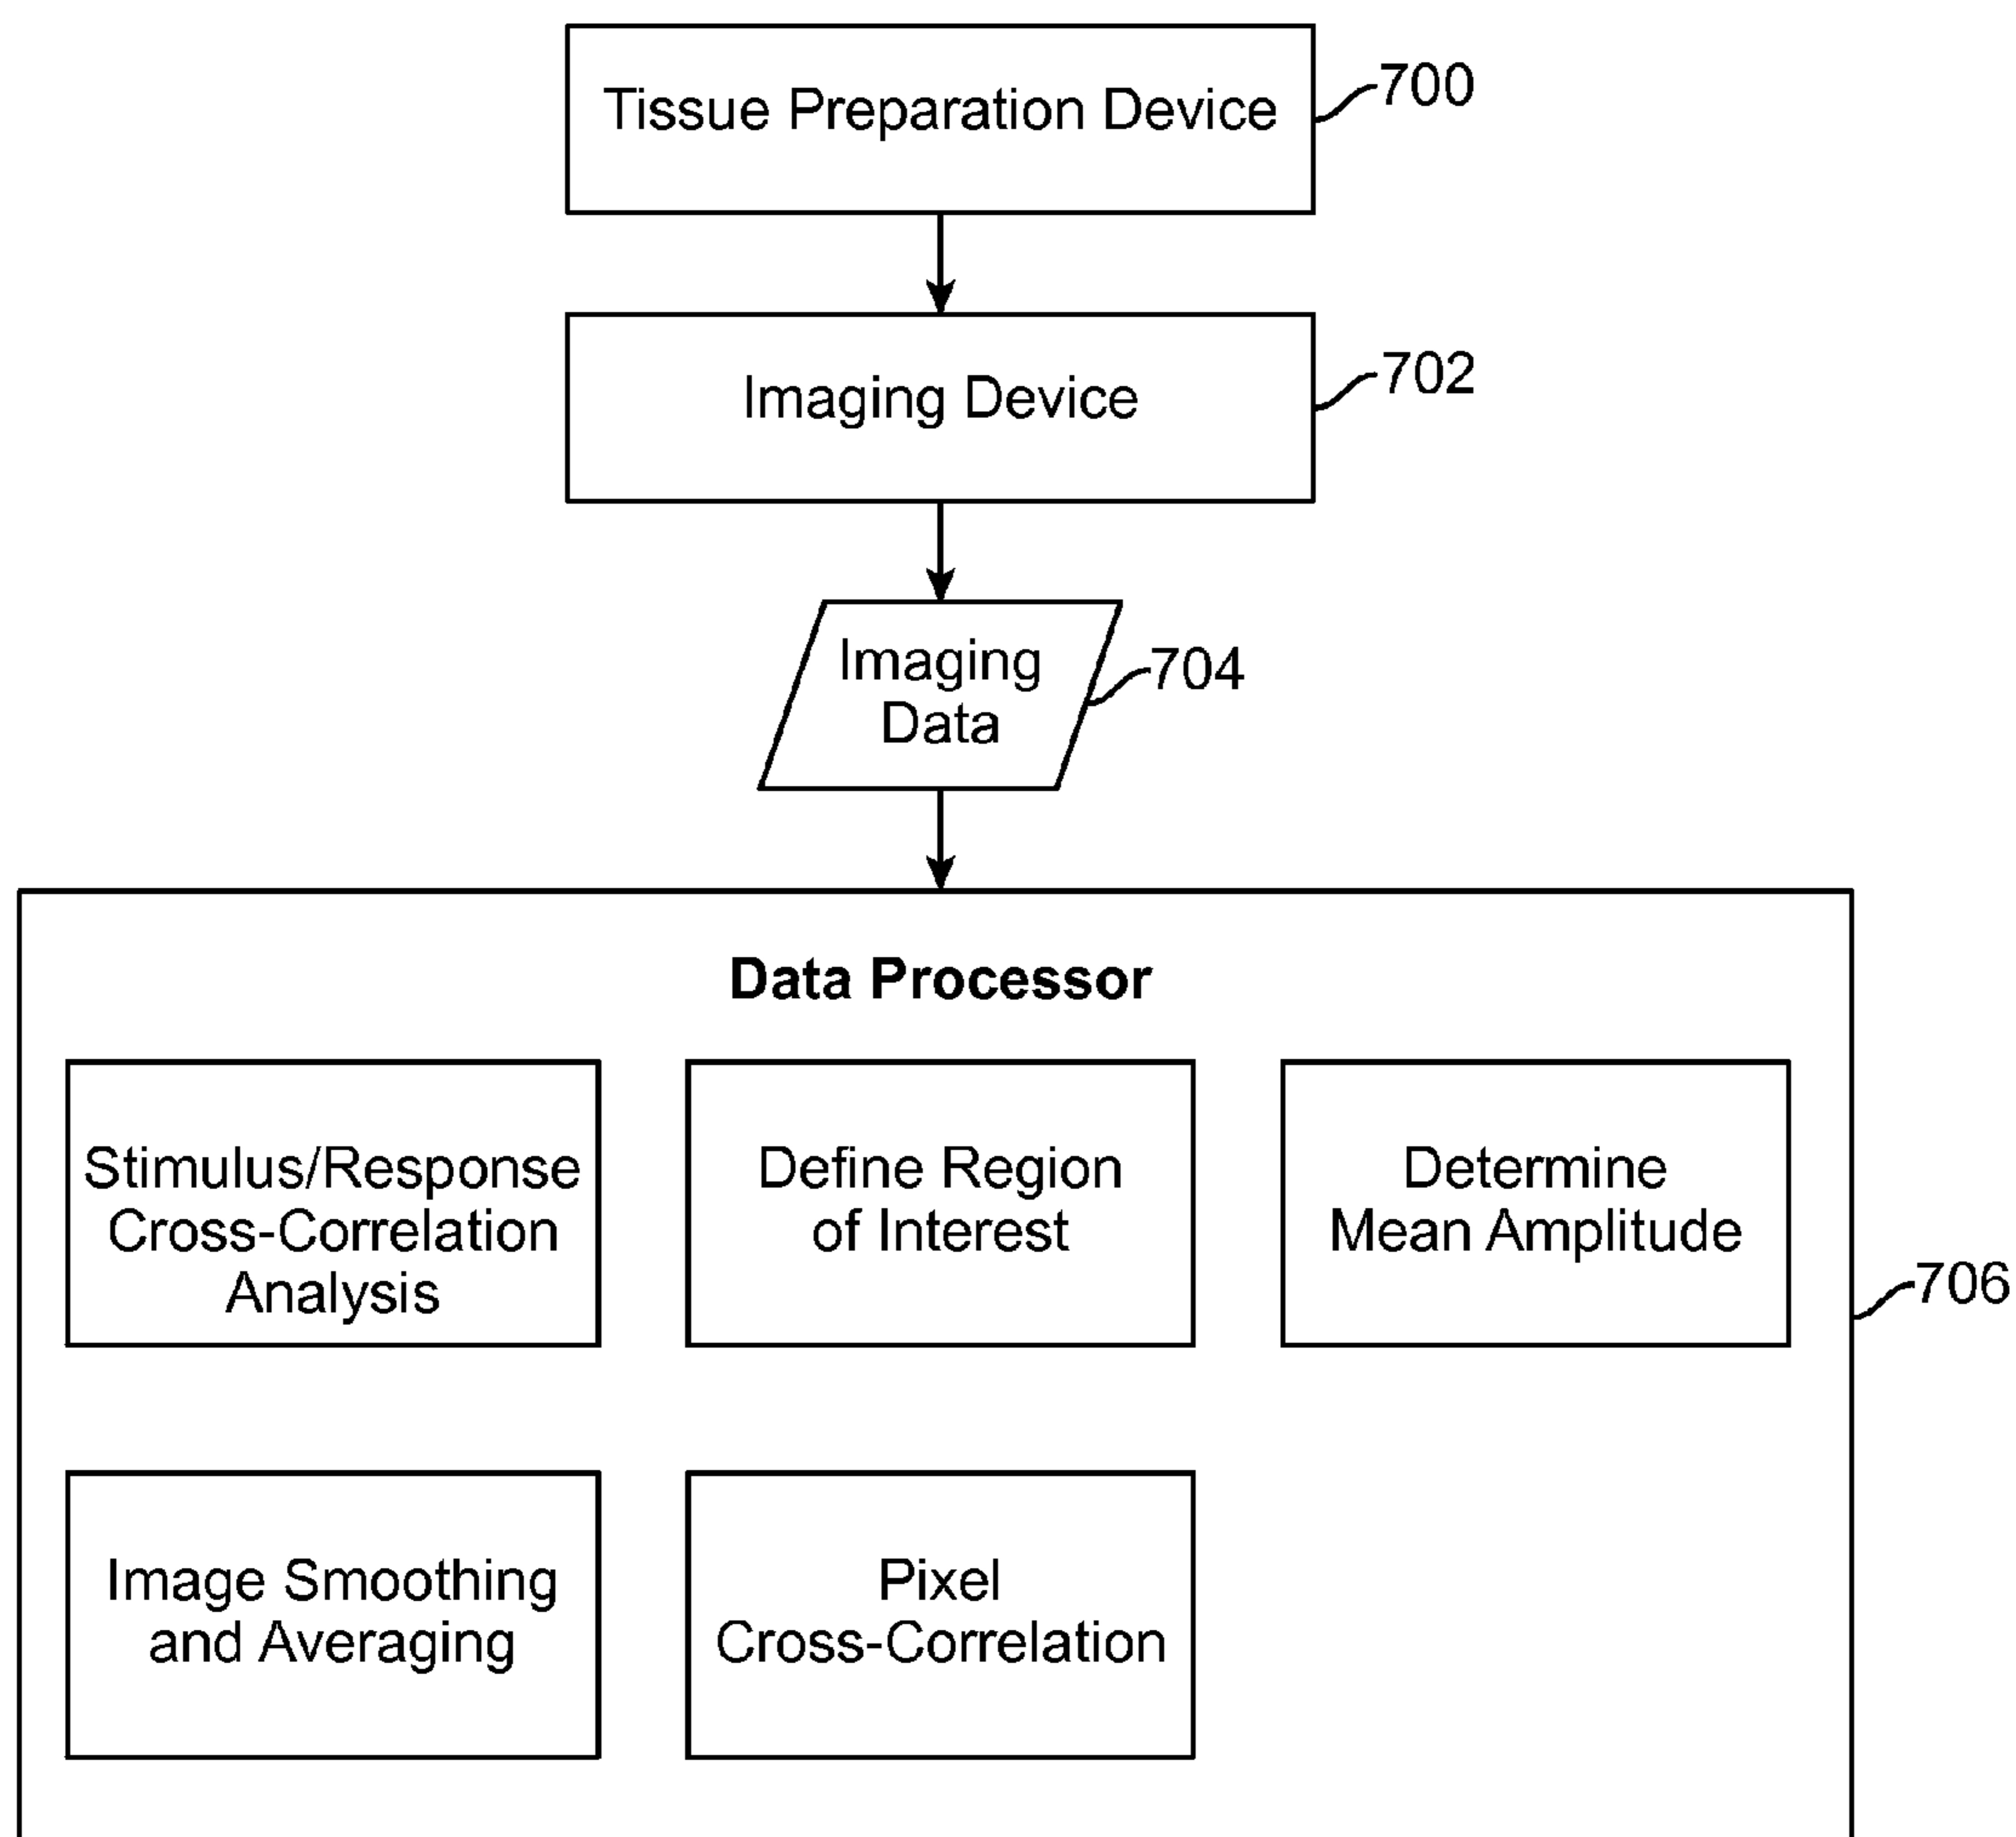 Tissue Preparation Device
700
Imaging Device
702
Imaging
Data
704
Data Processor
Stimulus/Response
Cross-Correlation
Analysis
Define Region
of Interest
Determine
Mean Amplitude
706
Image Smoothing
and Averaging
Pixel
Cross-Correlation